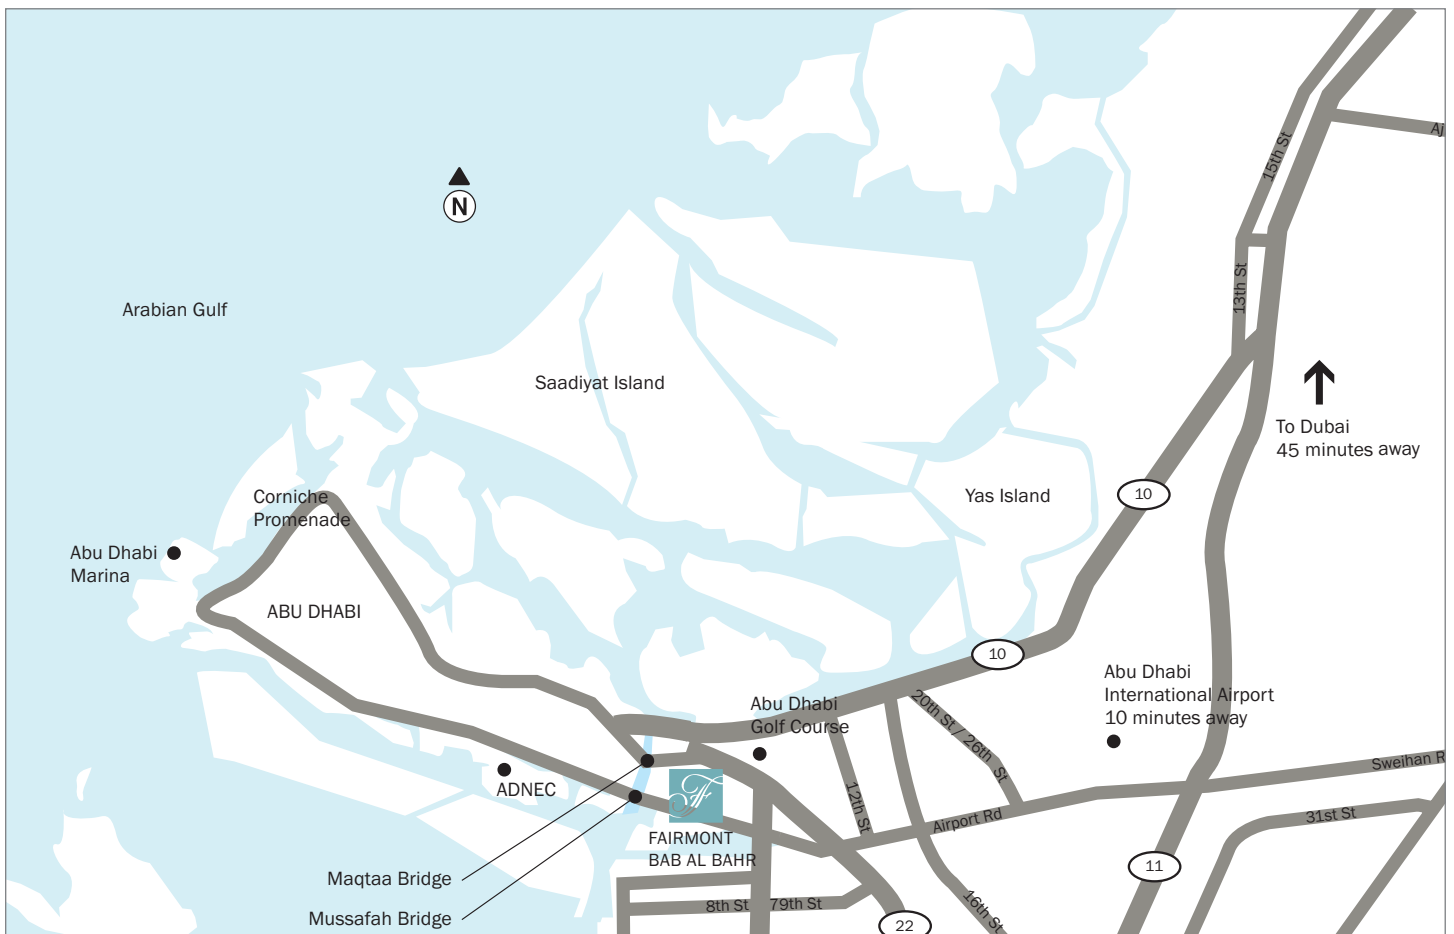 Aj
15th St
N
13th St
Arabian Gulf
Saadiyat Island
To Dubai
45 minutes away
Corniche
Promenade
Yas Island
10
Abu Dhabi
Marina
ABU DHABI
10
Abu Dhabi
International Airport
10 minutes away
Abu Dhabi
Golf Course
20th St / 26th St
Sweihan R
ADNEC
12th St
Airport Rd
31st St
FAIRMONT
BAB AL BAHR
11
Maqtaa Bridge
8th St
79th St
16th St
Mussafah Bridge
22